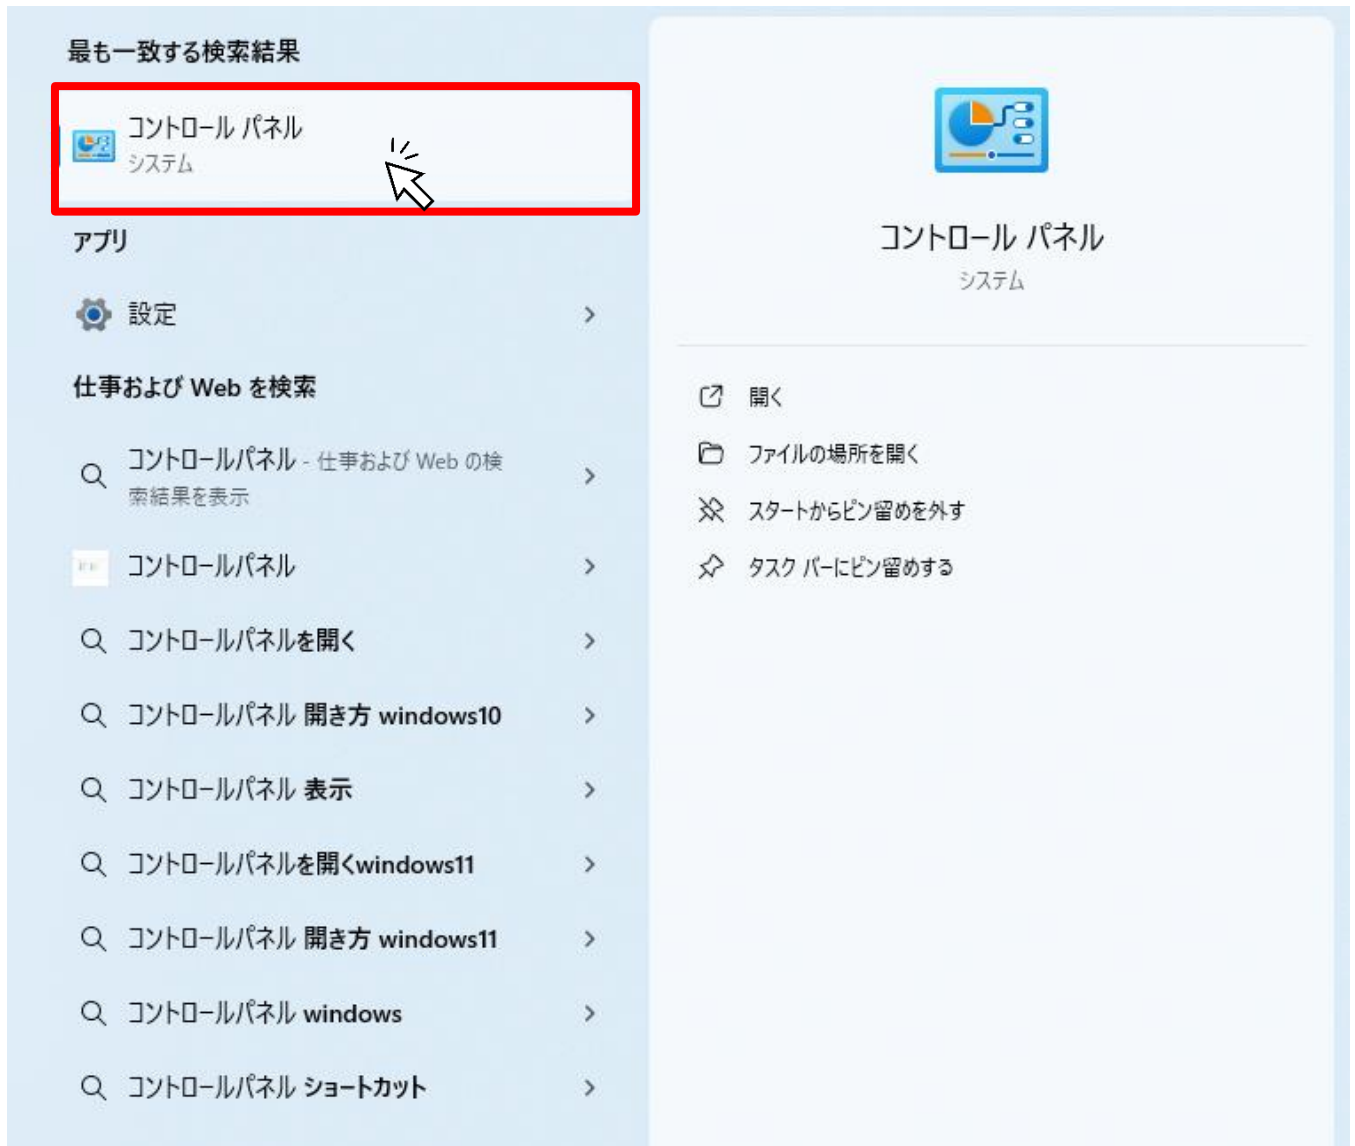 最も一致する検索結果
コントロール パネル
システム
アプリ
設定
仕事および Web を検索
コントロールパネル - 仕事および Web の検
索結果を表示
コントロールパネル
コントロールパネルを開く
コントロールパネル 開き方 windows10
コントロールパネル 表示
コントロールパネルを開くwindows11
コントロールパネル 開き方 windows11
コントロールパネル windows
コントロールパネル ショートカット
コントロール パネル
システム
開く
ファイルの場所を開く
スタートからピン留めを外す
タスク バーにピン留めする